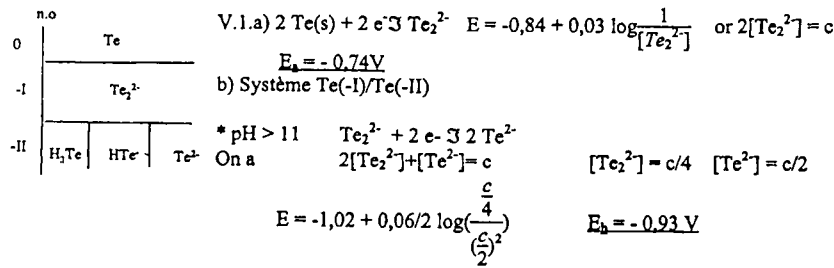 n.o
0 Te
-I Te₂²⁻
-II H₂Te HTe⁻ Te²⁻
V.1.a) 2 Te(s) + 2 e⁻ ℑ Te₂²⁻ E = -0,84 + 0,03 log 1/[Te₂²⁻] or 2[Te₂²⁻] = c
Eₐ = - 0,74V
b) Système Te(-I)/Te(-II)
* pH > 11 Te₂²⁻ + 2 e- ℑ 2 Te²⁻
On a 2[Te₂²⁻]+[Te²⁻]= c [Te₂²⁻] = c/4 [Te²⁻] = c/2
E = -1,02 + 0,06/2 log((c/4)/(c/2)²) E_b = - 0,93 V